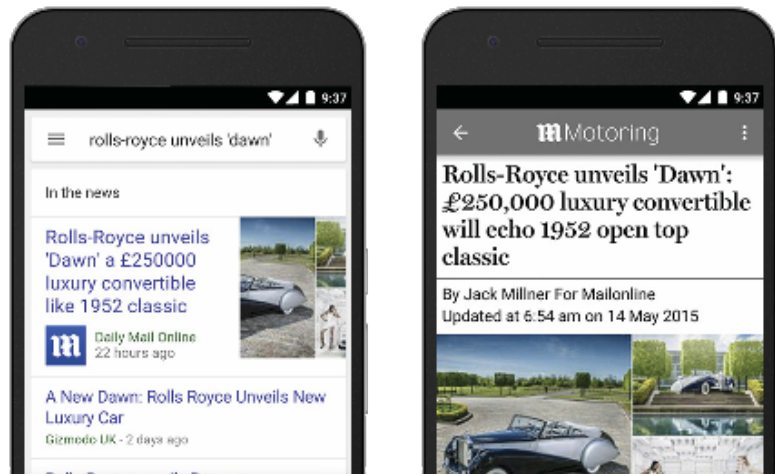 9:37
rolls-royce unveils 'dawn'
In the news
Rolls-Royce unveils
'Dawn' a £250000
luxury convertible
like 1952 classic
m
Daily Mail Online
22 hours ago
A New Dawn: Rolls Royce Unveils New
Luxury Car
Gizmodo UK - 2 days ago
9:37
m Motoring
Rolls-Royce unveils 'Dawn':
£250,000 luxury convertible
will echo 1952 open top
classic
By Jack Millner For Mailonline
Updated at 6:54 am on 14 May 2015